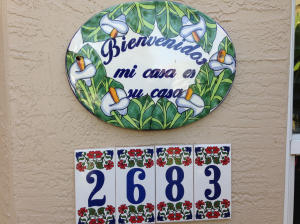 Bienvenidos
mi casa es
su casa
2683